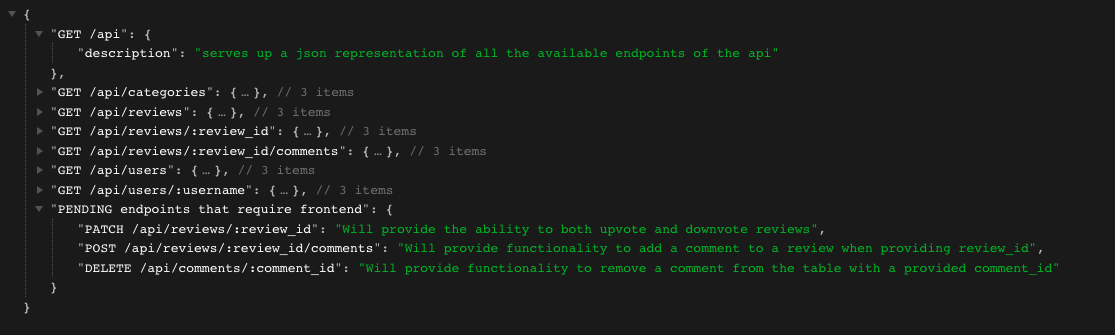 {
"GET /api": {
"description": "serves up a json representation of all the available endpoints of the api"
},
"GET /api/categories": { … }, // 3 items
"GET /api/reviews": { … }, // 3 items
"GET /api/reviews/:review_id": { … }, // 3 items
"GET /api/reviews/:review_id/comments": { … }, // 3 items
"GET /api/users": { … }, // 3 items
"GET /api/users/:username": { … }, // 3 items
"PENDING endpoints that require frontend": {
"PATCH /api/reviews/:review_id": "Will provide the ability to both upvote and downvote reviews",
"POST /api/reviews/:review_id/comments": "Will provide functionality to add a comment to a review when providing review_id",
"DELETE /api/comments/:comment_id": "Will provide functionality to remove a comment from the table with a provided comment_id"
}
}